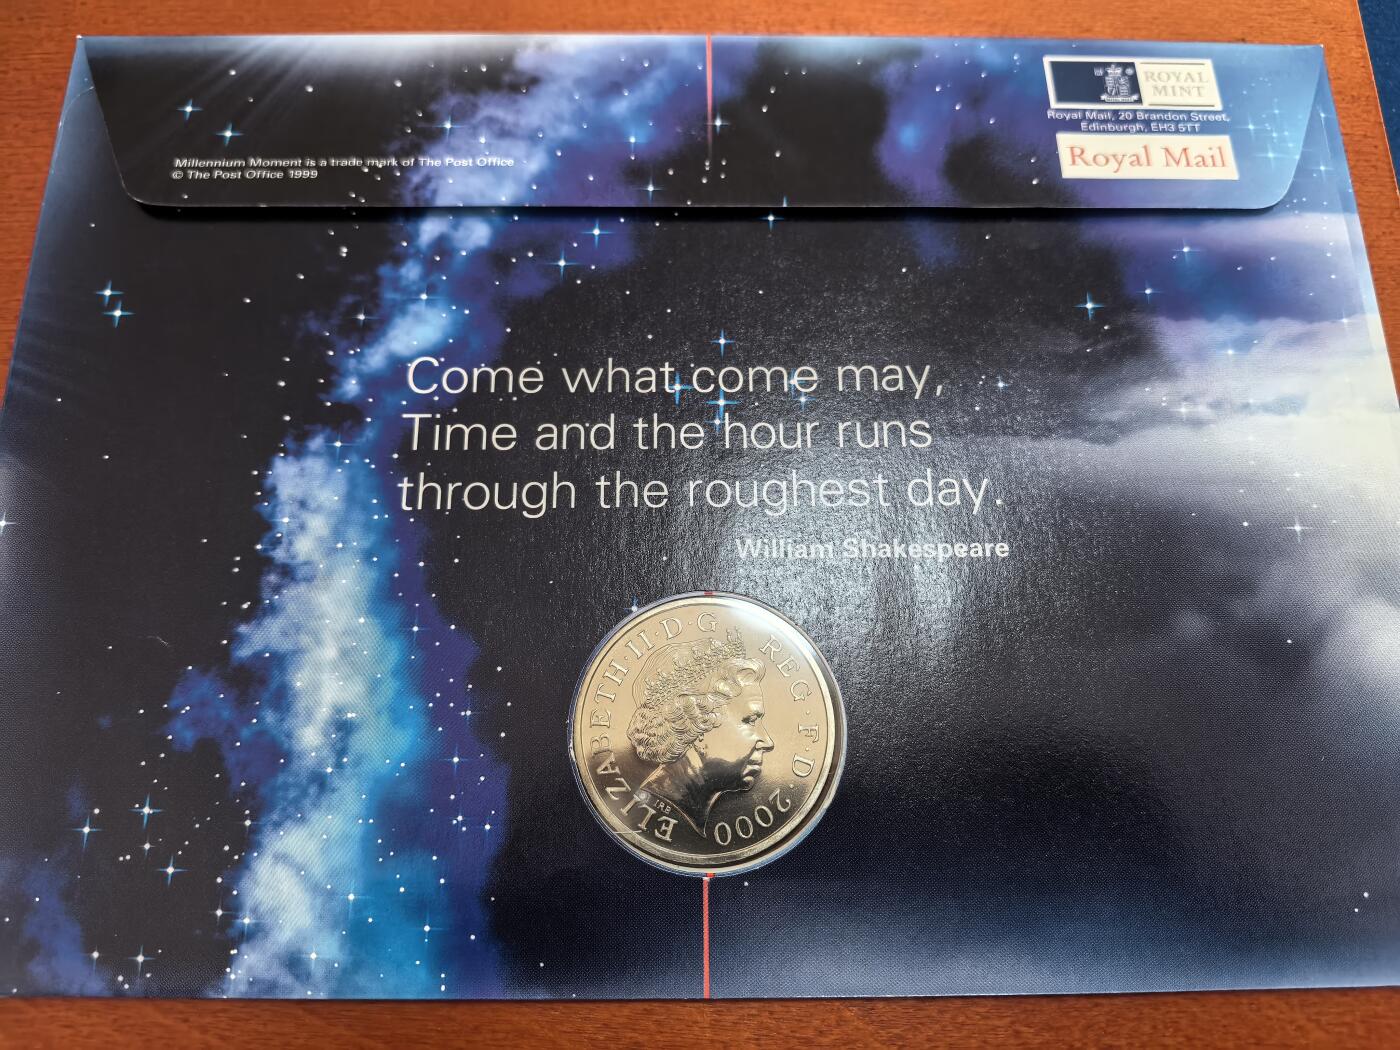 ROYAL
MINT
Royal Mail, 20 Brandon Street,
Edinburgh, EH3 5TT
Royal Mail
Millennium Moment is a trade mark of The Post Office
© The Post Office 1999
Come what come may,
Time and the hour runs
through the roughest day.
William Shakespeare
ELIZABETH·II·D·G REG·F·D·2000
IRB